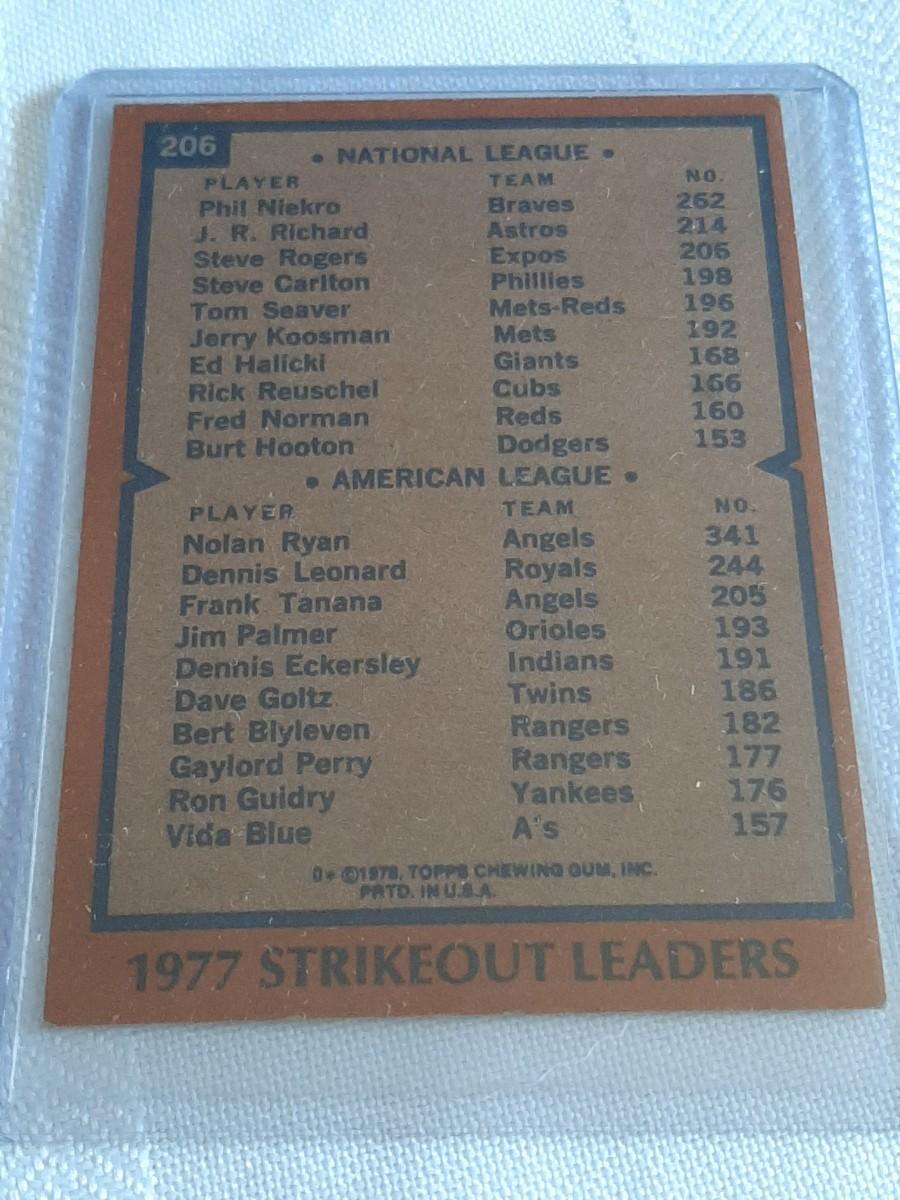 206
• NATIONAL LEAGUE •
PLAYER TEAM NO.
Phil Niekro Braves 262
J. R. Richard Astros 214
Steve Rogers Expos 206
Steve Carlton Phillies 198
Tom Seaver Mets-Reds 196
Jerry Koosman Mets 192
Ed Halicki Giants 168
Rick Reuschel Cubs 166
Fred Norman Reds 160
Burt Hooton Dodgers 153
• AMERICAN LEAGUE •
PLAYER TEAM NO.
Nolan Ryan Angels 341
Dennis Leonard Royals 244
Frank Tanana Angels 205
Jim Palmer Orioles 193
Dennis Eckersley Indians 191
Dave Goltz Twins 186
Bert Blyleven Rangers 182
Gaylord Perry Rangers 177
Ron Guidry Yankees 176
Vida Blue A's 157
0* ©1978, TOPPS CHEWING GUM, INC.
PRTD. IN U.S.A.
1977 STRIKEOUT LEADERS